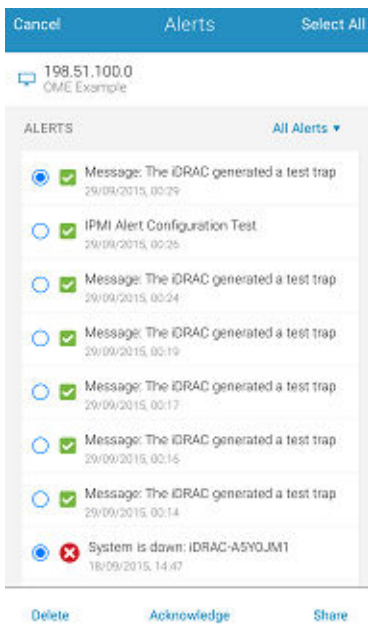 Cancel Alerts Select All
198.51.100.0
OME Example
ALERTS All Alerts ▼
Message: The iDRAC generated a test trap
29/09/2015, 00:29
IPMI Alert Configuration Test
29/09/2015, 00:26
Message: The iDRAC generated a test trap
29/09/2015, 00:24
Message: The iDRAC generated a test trap
29/09/2015, 00:19
Message: The iDRAC generated a test trap
29/09/2015, 00:17
Message: The iDRAC generated a test trap
29/09/2015, 00:16
Message: The iDRAC generated a test trap
29/09/2015, 00:14
System is down: iDRAC-A5Y0JM1
18/09/2015, 14:47
Delete Acknowledge Share